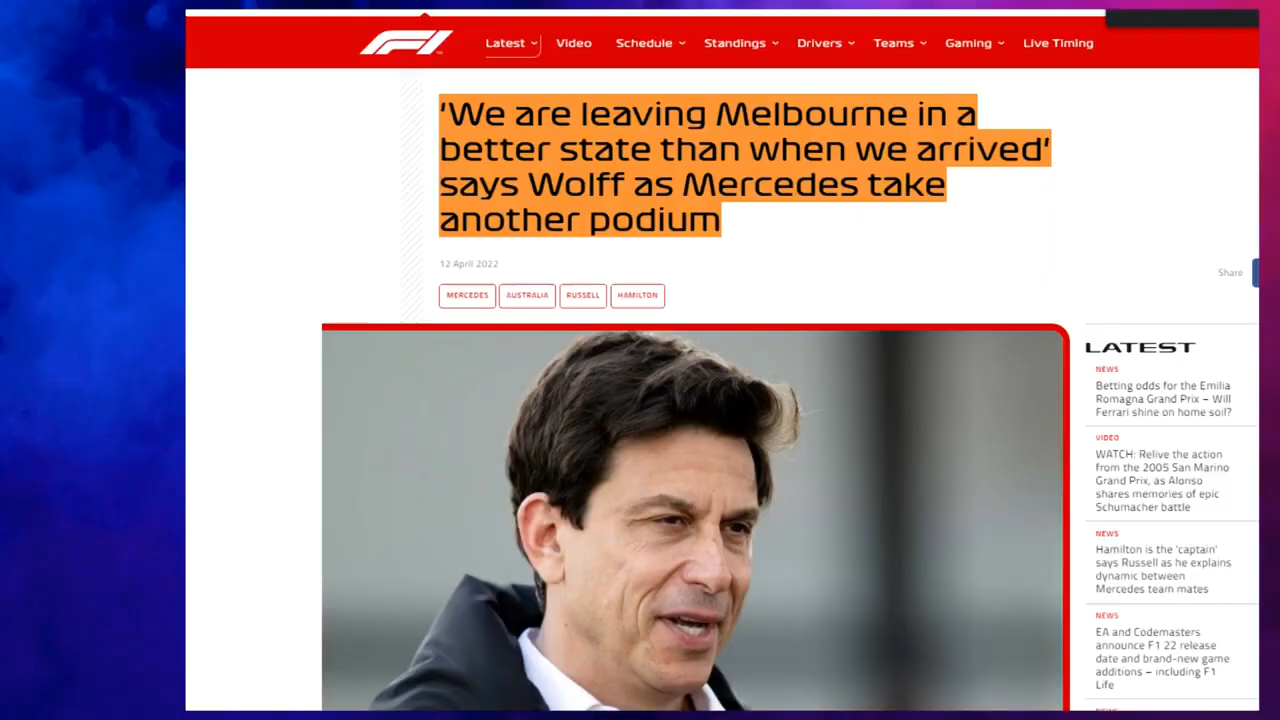 F1
Latest
Video
Schedule
Standings
Drivers
Teams
Gaming
Live Timing
‘We are leaving Melbourne in a
better state than when we arrived’
says Wolff as Mercedes take
another podium
12 April 2022
Share
MERCEDES
AUSTRALIA
RUSSELL
HAMILTON
LATEST
NEWS
Betting odds for the Emilia
Romagna Grand Prix – Will
Ferrari shine on home soil?
VIDEO
WATCH: Relive the action
from the 2005 San Marino
Grand Prix, as Alonso
shares memories of epic
Schumacher battle
NEWS
Hamilton is the ‘captain’
says Russell as he explains
dynamic between
Mercedes team mates
NEWS
EA and Codemasters
announce F1 22 release
date and brand-new game
additions – including F1
Life